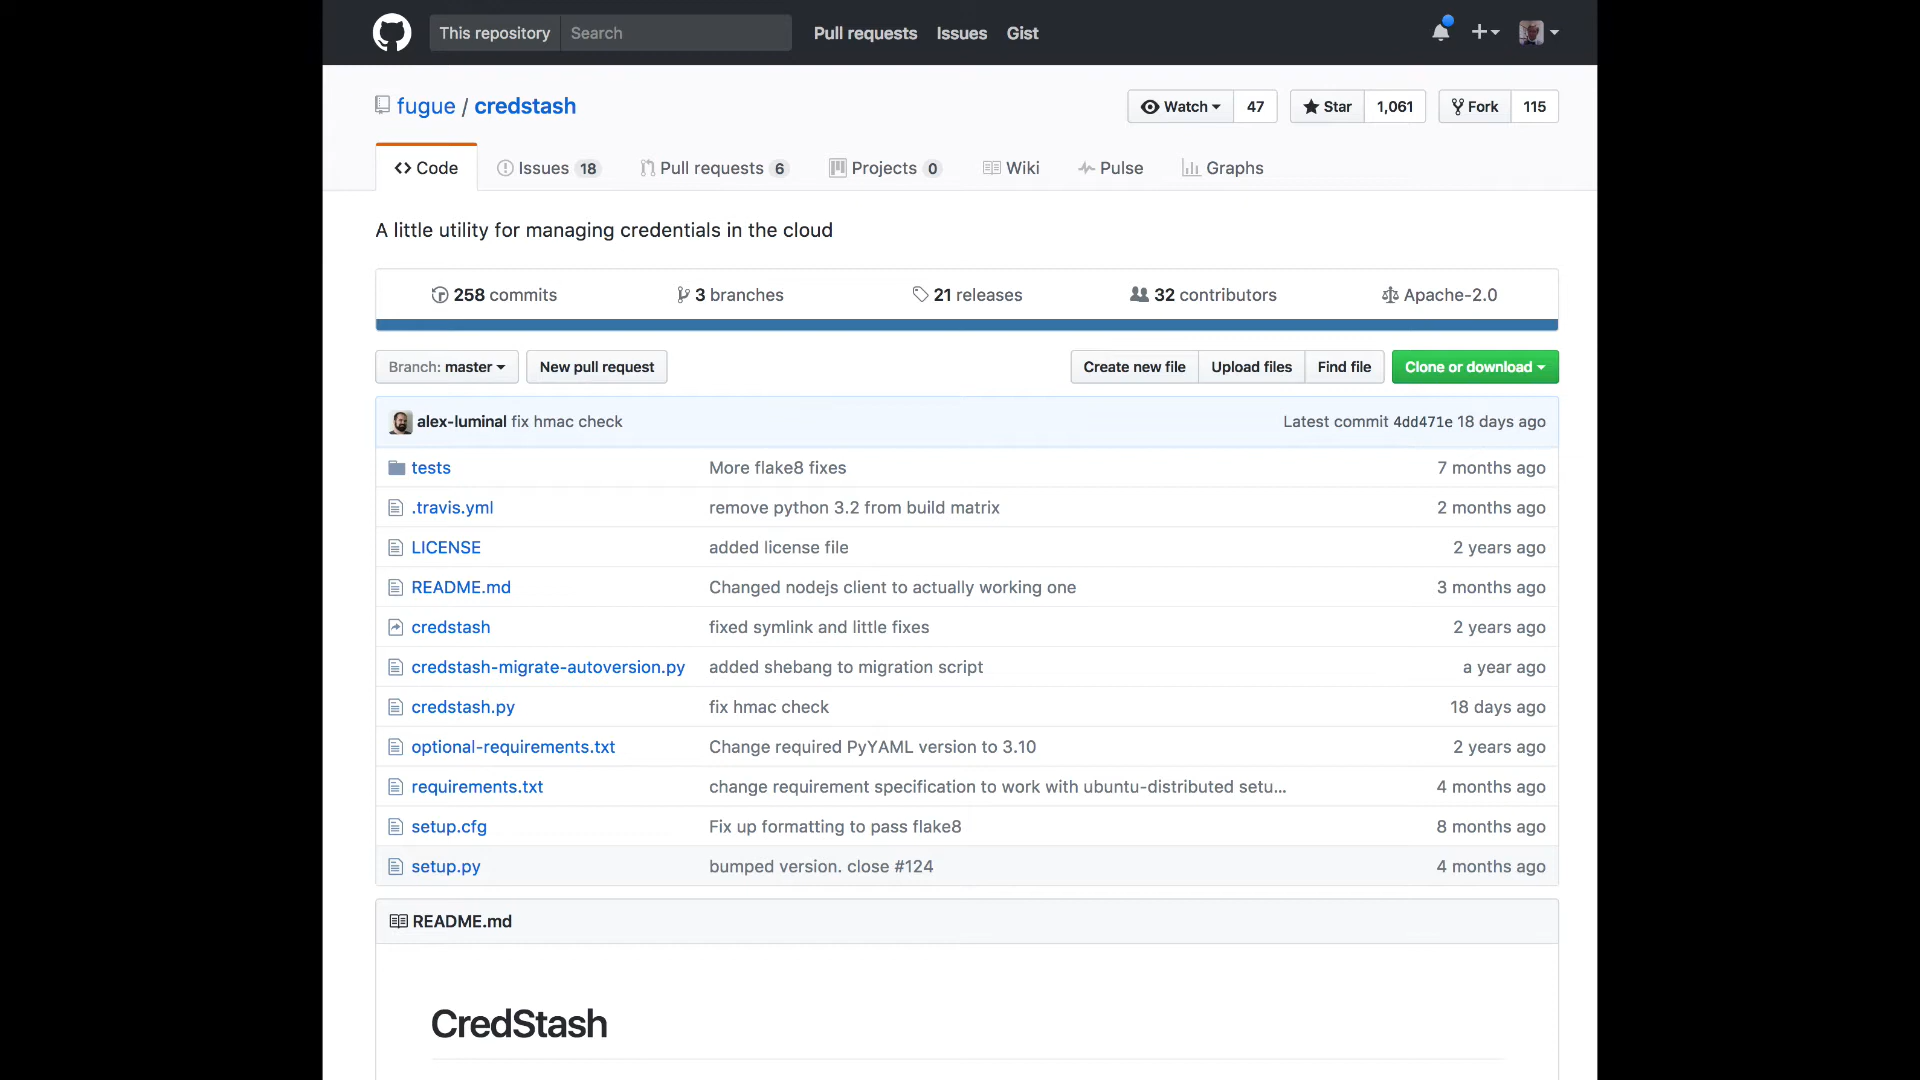 This repository Search Pull requests Issues Gist
fugue / credstash Watch 47 Star 1,061 Fork 115
Code Issues 18 Pull requests 6 Projects 0 Wiki Pulse Graphs
A little utility for managing credentials in the cloud
258 commits 3 branches 21 releases 32 contributors Apache-2.0
Branch: master New pull request Create new file Upload files Find file Clone or download
alex-luminal fix hmac check Latest commit 4dd471e 18 days ago
tests More flake8 fixes 7 months ago
.travis.yml remove python 3.2 from build matrix 2 months ago
LICENSE added license file 2 years ago
README.md Changed nodejs client to actually working one 3 months ago
credstash fixed symlink and little fixes 2 years ago
credstash-migrate-autoversion.py added shebang to migration script a year ago
credstash.py fix hmac check 18 days ago
optional-requirements.txt Change required PyYAML version to 3.10 2 years ago
requirements.txt change requirement specification to work with ubuntu-distributed setu... 4 months ago
setup.cfg Fix up formatting to pass flake8 8 months ago
setup.py bumped version. close #124 4 months ago
README.md
CredStash